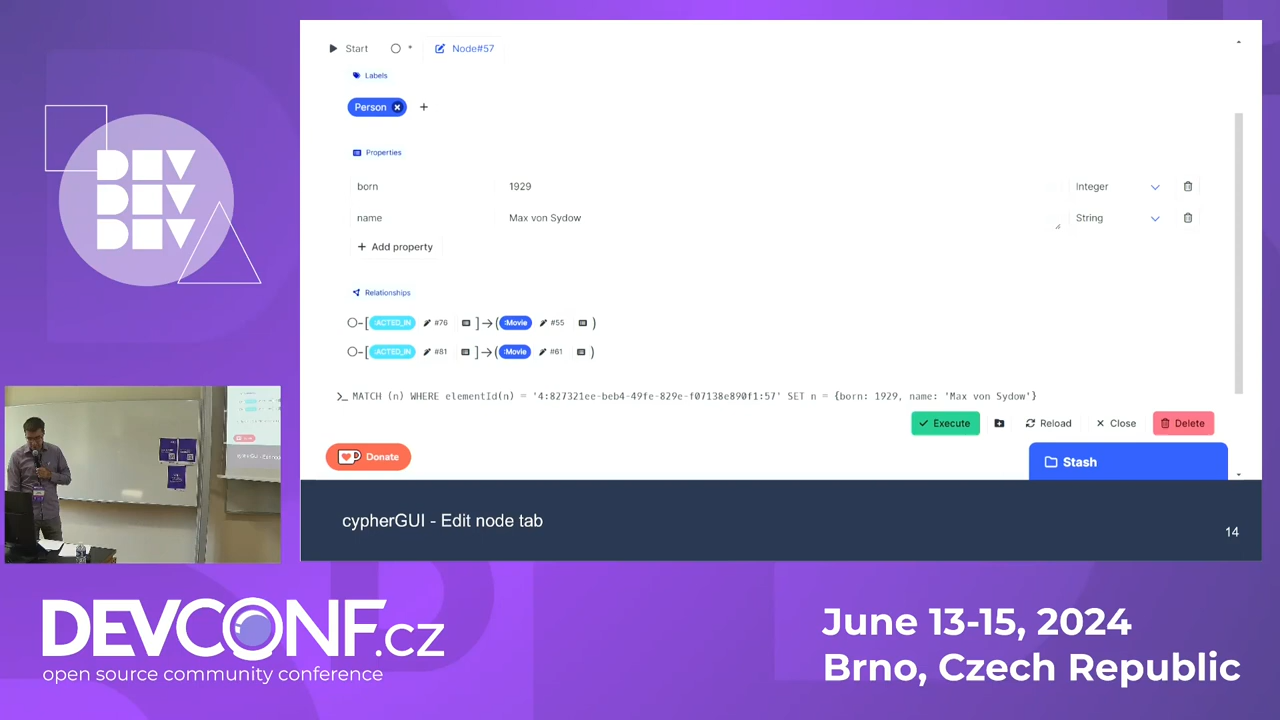 Start
*
Node#57
Labels
Person
Properties
born 1929 Integer
name Max von Sydow String
+ Add property
Relationships
-[:ACTED_IN #76 ]→(:Movie #55 )
-[:ACTED_IN #81 ]→(:Movie #61 )
>_ MATCH (n) WHERE elementId(n) = '4:827321ee-beb4-49fe-829e-f07138e890f1:57' SET n = {born: 1929, name: 'Max von Sydow'}
Execute Reload Close Delete
Donate
Stash
cypherGUI - Edit node tab
14
DEV
DEV
DEV
DEVCONF.cz
open source community conference
June 13-15, 2024
Brno, Czech Republic